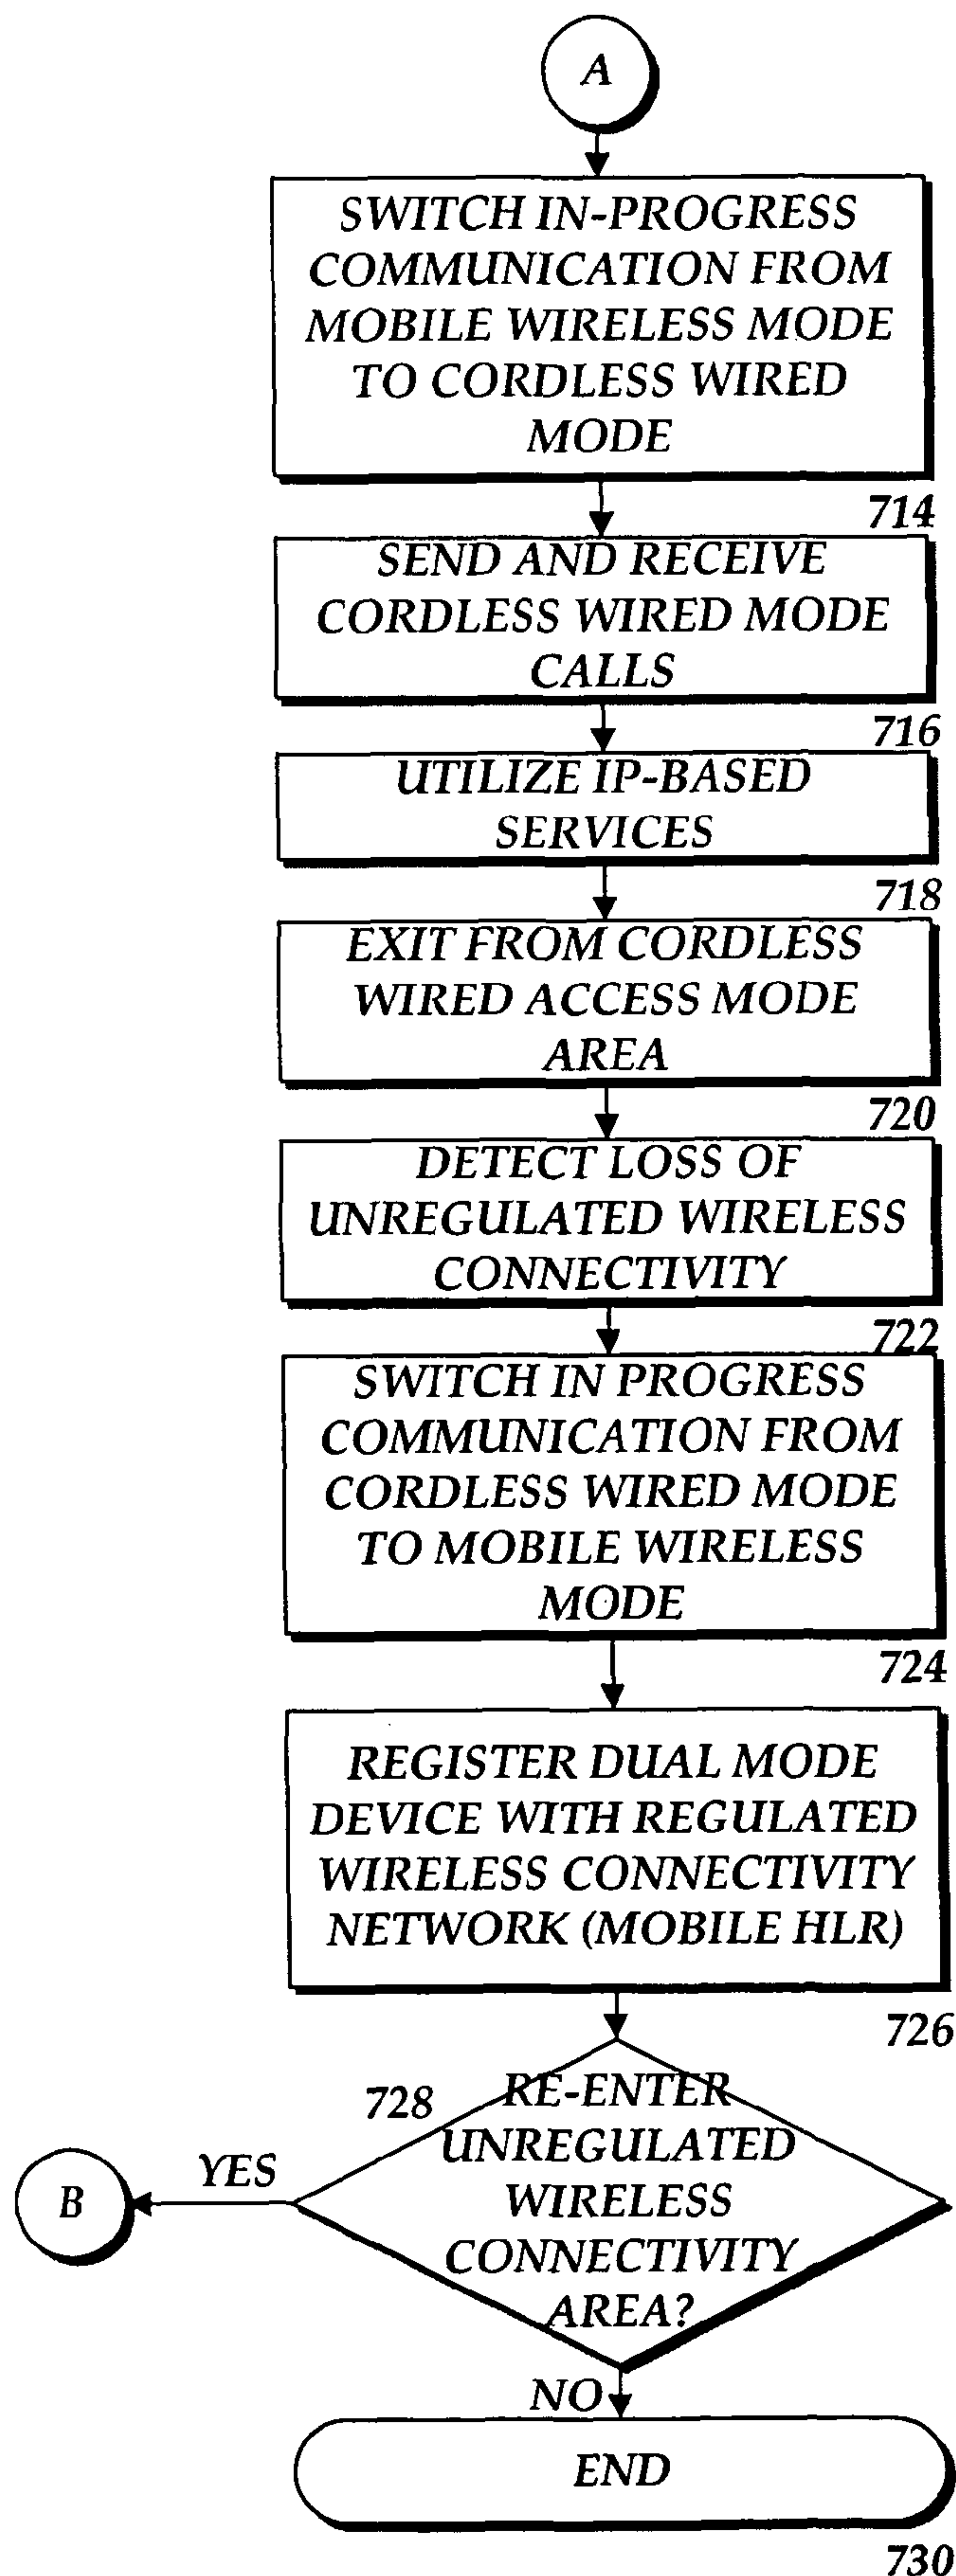 A
SWITCH IN-PROGRESS
COMMUNICATION FROM
MOBILE WIRELESS MODE
TO CORDLESS WIRED
MODE
714
SEND AND RECEIVE
CORDLESS WIRED MODE
CALLS
716
UTILIZE IP-BASED
SERVICES
718
EXIT FROM CORDLESS
WIRED ACCESS MODE
AREA
720
DETECT LOSS OF
UNREGULATED WIRELESS
CONNECTIVITY
722
SWITCH IN PROGRESS
COMMUNICATION FROM
CORDLESS WIRED MODE
TO MOBILE WIRELESS
MODE
724
REGISTER DUAL MODE
DEVICE WITH REGULATED
WIRELESS CONNECTIVITY
NETWORK (MOBILE HLR)
726
728
RE-ENTER
UNREGULATED
WIRELESS
CONNECTIVITY
AREA?
YES
B
NO
END
730